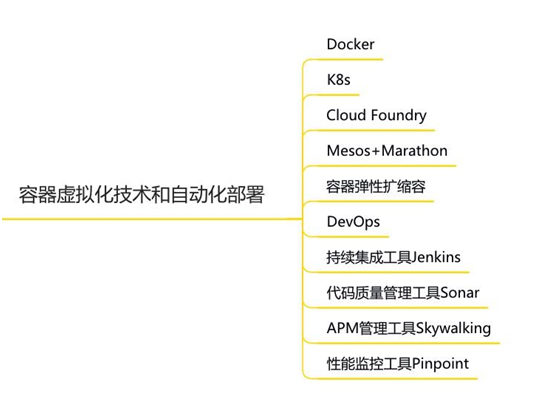 Docker
K8s
Cloud Foundry
Mesos+Marathon
容器虚拟化技术和自动化部署
容器弹性扩缩容
DevOps
持续集成工具Jenkins
代码质量管理工具Sonar
APM管理工具Skywalking
性能监控工具Pinpoint